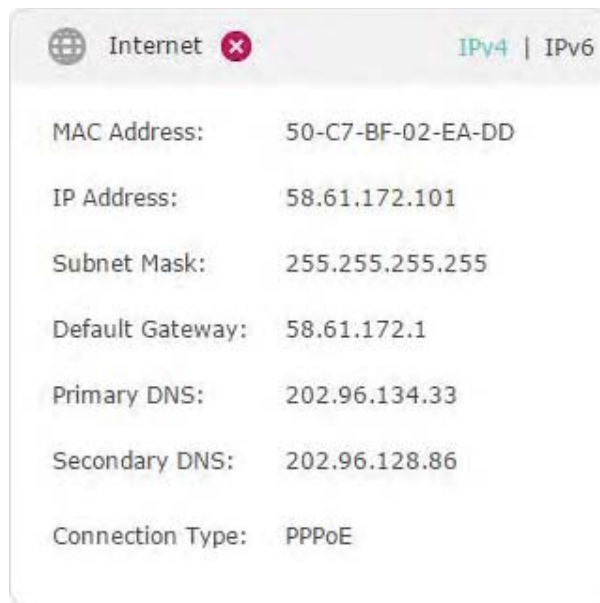 Internet IPv4 | IPv6
MAC Address: 50-C7-BF-02-EA-DD
IP Address: 58.61.172.101
Subnet Mask: 255.255.255.255
Default Gateway: 58.61.172.1
Primary DNS: 202.96.134.33
Secondary DNS: 202.96.128.86
Connection Type: PPPoE